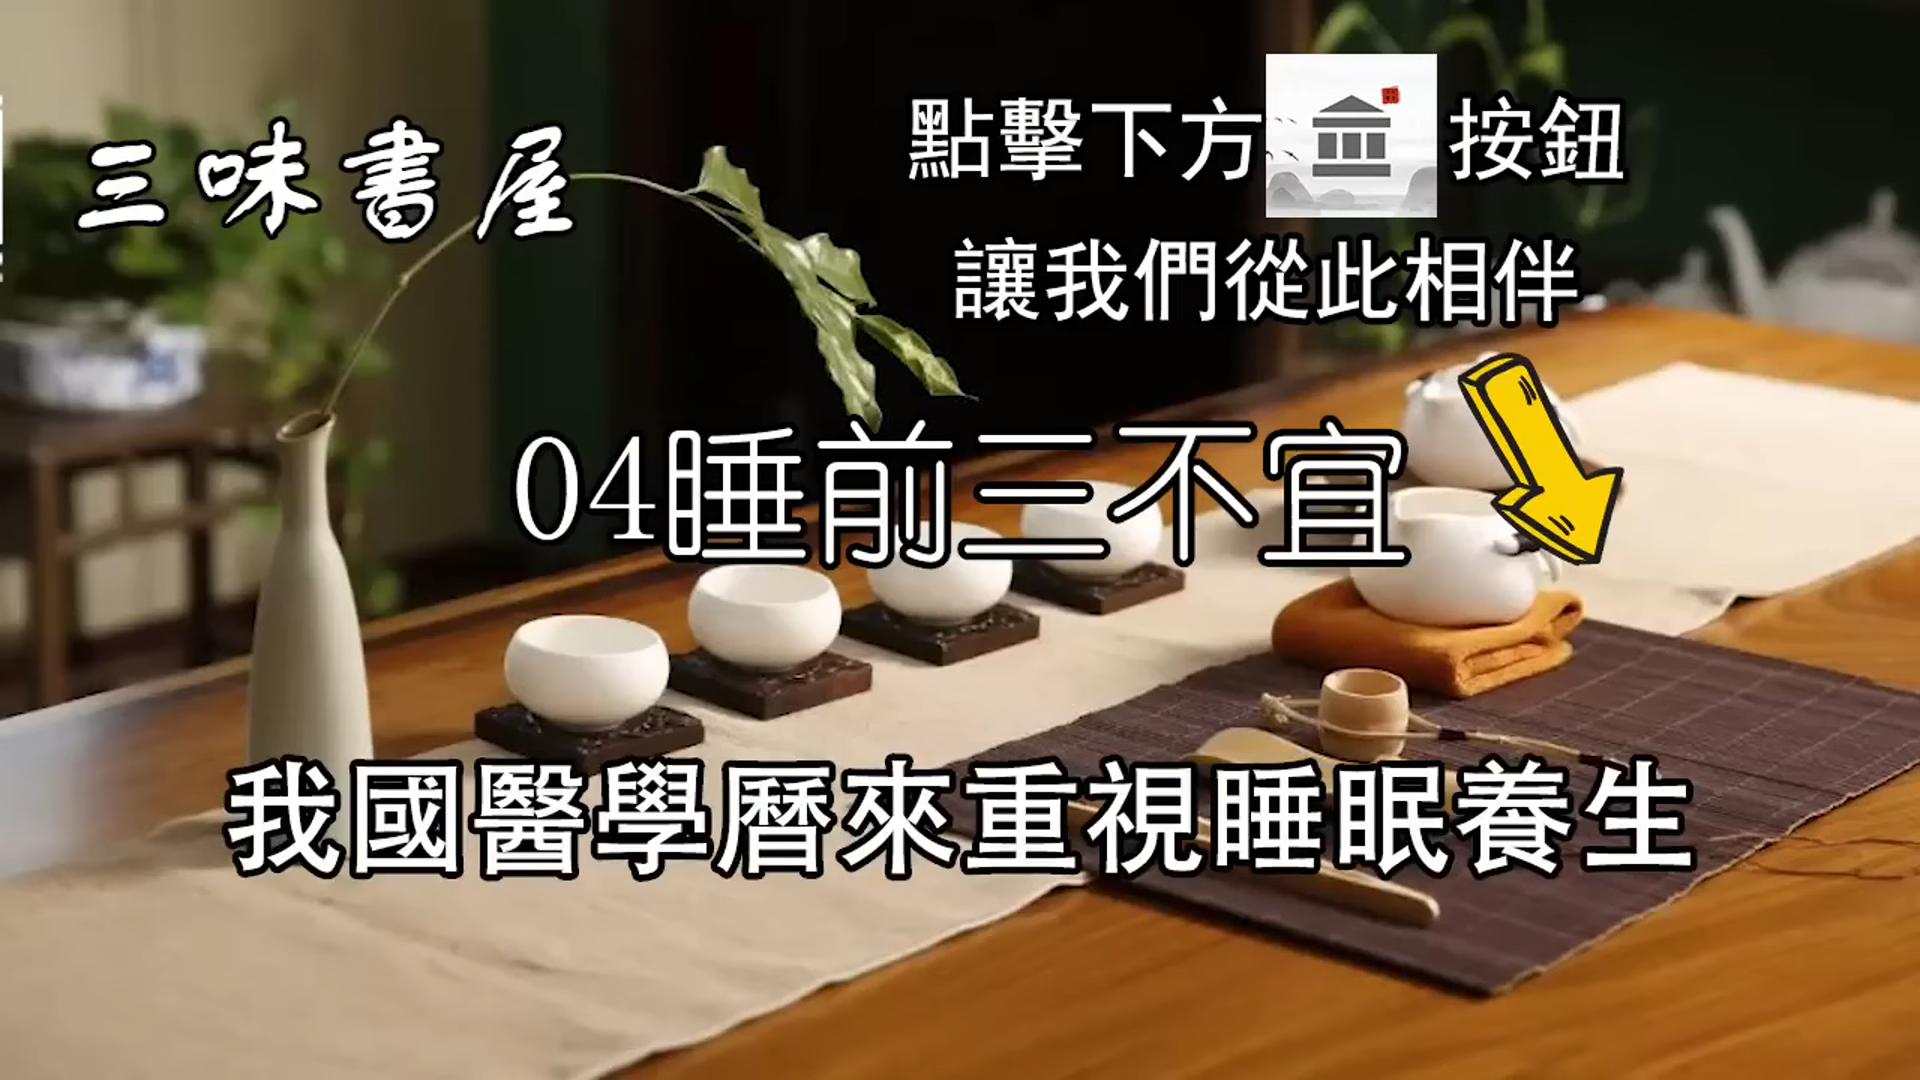 三味書屋
點擊下方 按鈕
讓我們從此相伴
04睡前三不宜
我國醫學曆來重視睡眠養生